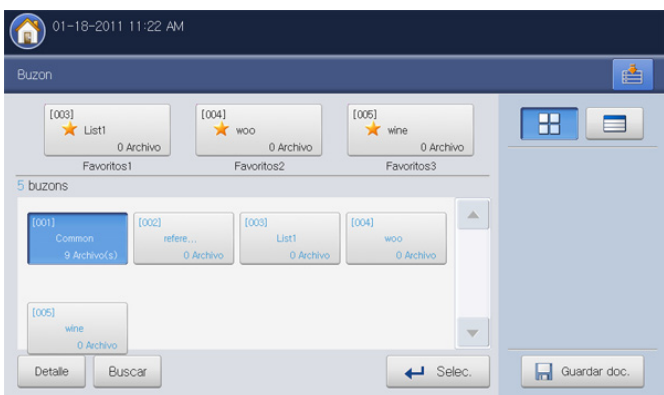 01-18-2011 11:22 AM
Buzon
[003]
List1
0 Archivo
[004]
woo
0 Archivo
[005]
wine
0 Archivo
Favoritos1
Favoritos2
Favoritos3
5 buzons
[001]
Common
9 Archivo(s)
[002]
refere...
0 Archivo
[003]
List1
0 Archivo
[004]
woo
0 Archivo
[005]
wine
0 Archivo
Detalle
Buscar
Selec.
Guardar doc.